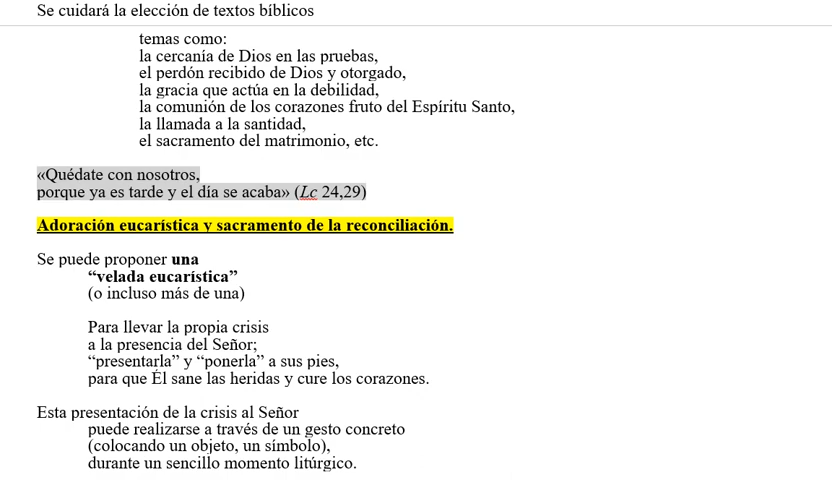 Se cuidará la elección de textos bíblicos
temas como:
la cercanía de Dios en las pruebas,
el perdón recibido de Dios y otorgado,
la gracia que actúa en la debilidad,
la comunión de los corazones fruto del Espíritu Santo,
la llamada a la santidad,
el sacramento del matrimonio, etc.
«Quédate con nosotros,
porque ya es tarde y el día se acaba» (Lc 24,29)
Adoración eucarística y sacramento de la reconciliación.
Se puede proponer una
“velada eucarística”
(o incluso más de una)
Para llevar la propia crisis
a la presencia del Señor;
“presentarla” y “ponerla” a sus pies,
para que Él sane las heridas y cure los corazones.
Esta presentación de la crisis al Señor
puede realizarse a través de un gesto concreto
(colocando un objeto, un símbolo),
durante un sencillo momento litúrgico.